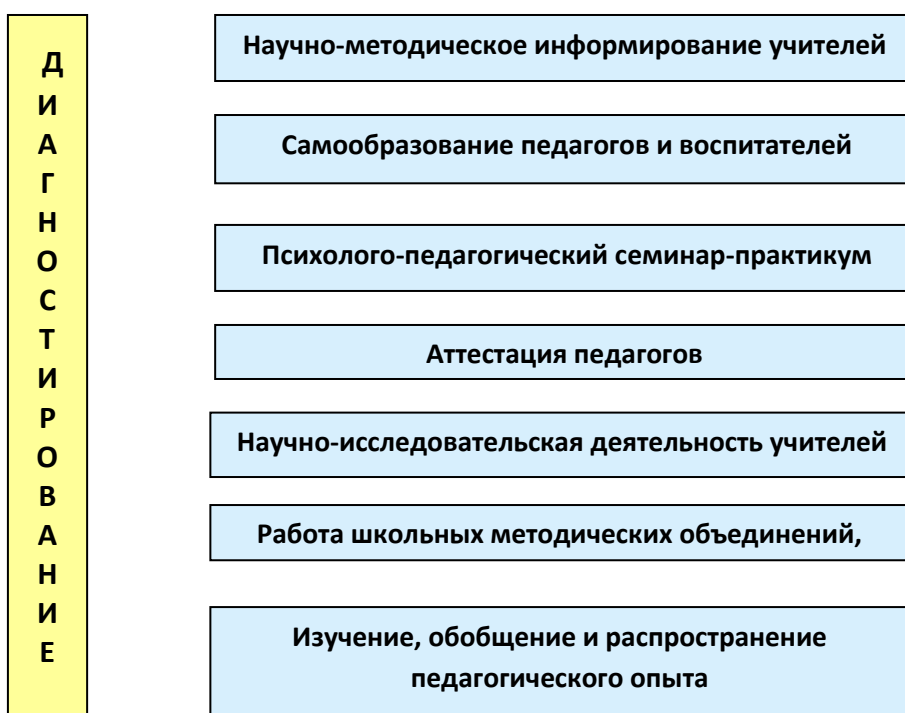 ДИАГНОСТИРОВАНИЕ
Научно-методическое информирование учителей
Самообразование педагогов и воспитателей
Психолого-педагогический семинар-практикум
Аттестация педагогов
Научно-исследовательская деятельность учителей
Работа школьных методических объединений,
Изучение, обобщение и распространение
педагогического опыта